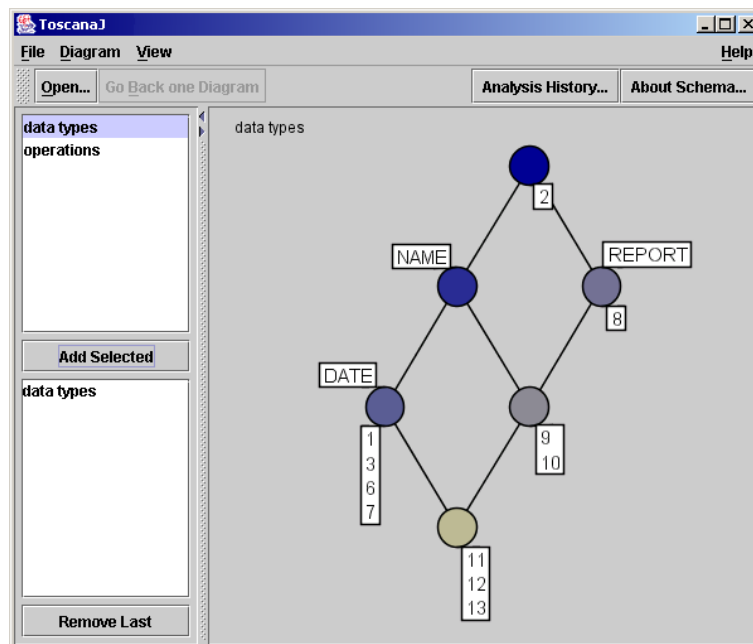 ToscanaJ
File Diagram View Help
Open... Go Back one Diagram Analysis History... About Schema...
data types
operations
Add Selected
data types
Remove Last
data types
2
NAME
REPORT
8
DATE
1
3
6
7
9
10
11
12
13